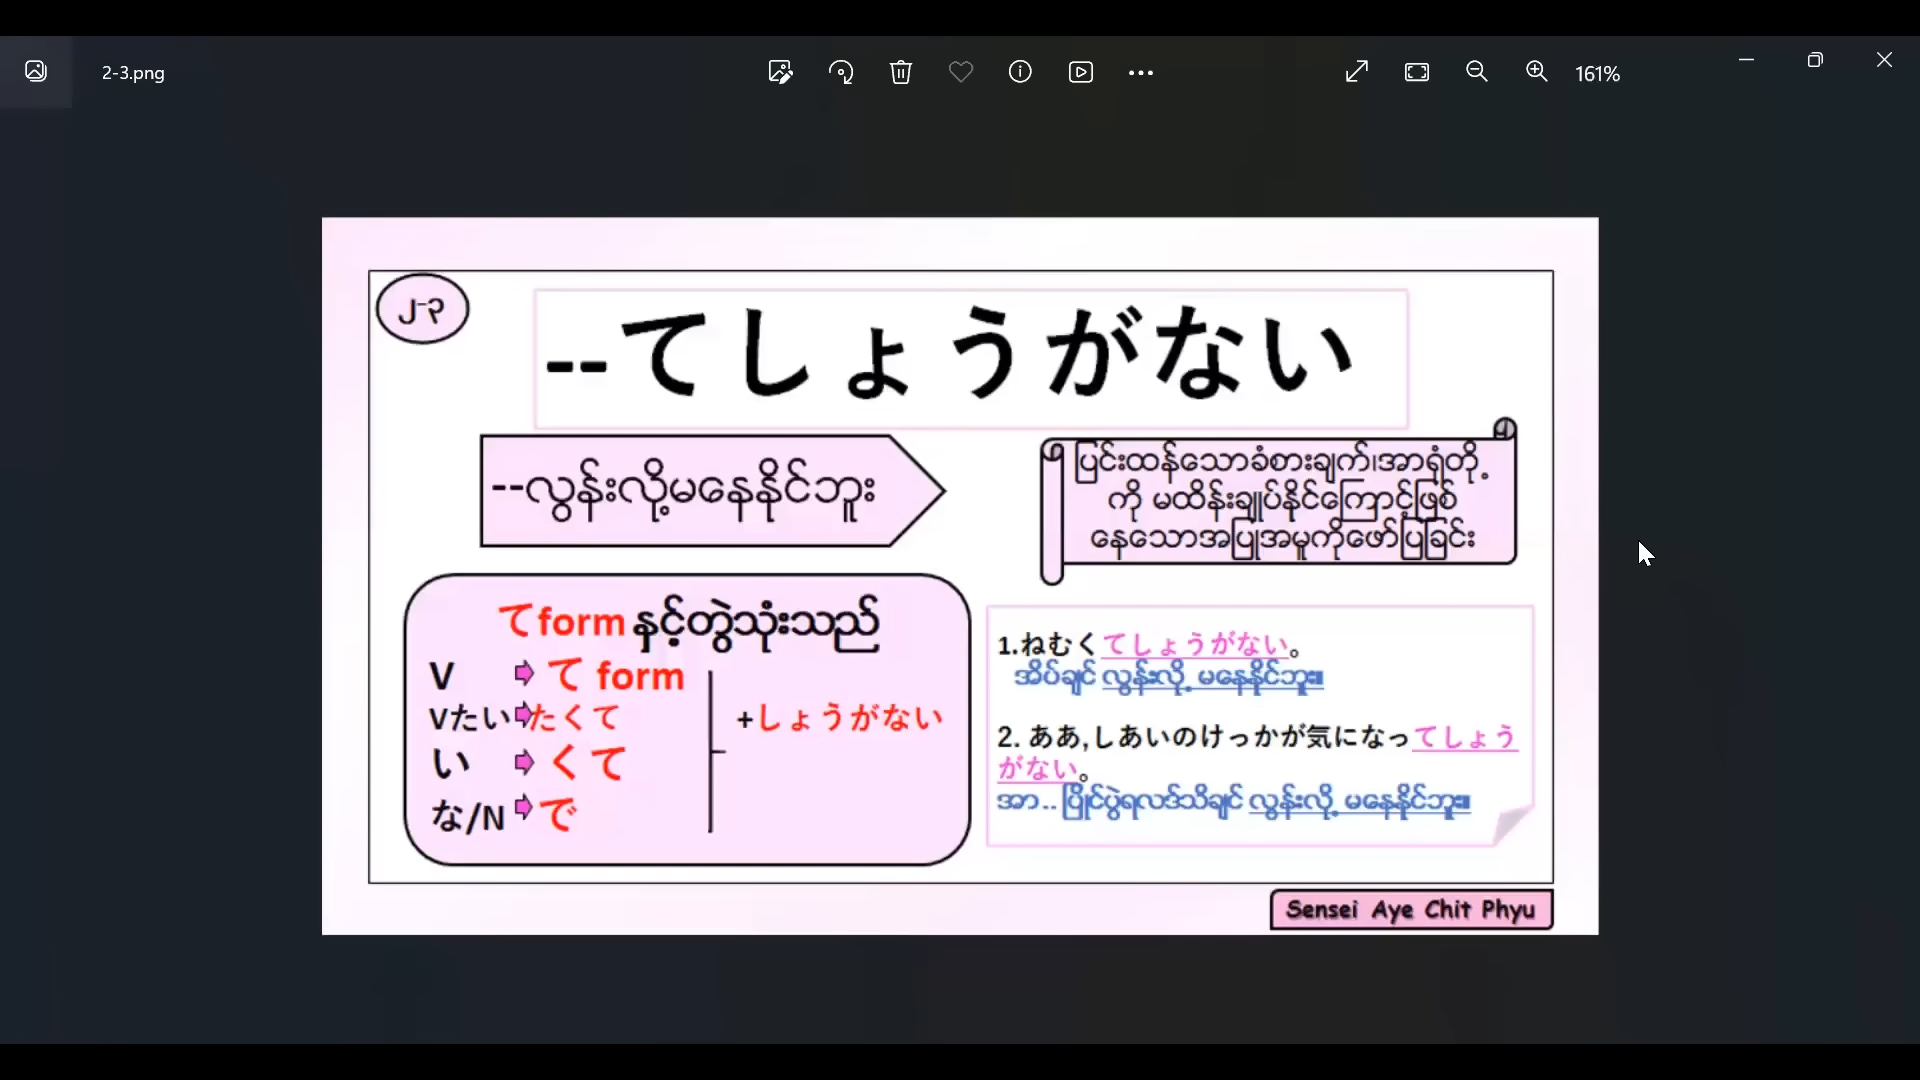 2-3.png
161%
၂-၃
--てしょうがない
--လွန်းလို့မနေနိုင်ဘူး
ပြင်းထန်သောခံစားချက်၊အာရုံတို့
ကို မထိန်းချုပ်နိုင်ကြောင့်ဖြစ်
နေသောအပြုအမူကိုဖော်ပြခြင်း
てform နှင့်တွဲသုံးသည်
V ➡ て form
Vたい➡たくて
+しょうがない
い ➡ くて
な/N ➡ で
1.ねむくてしょうがない。
အိပ်ချင် လွန်းလို့ မနေနိုင်ဘူး။
2. ああ,しあいのけっかが気になってしょう
がない。
အာ.. ပြိုင်ပွဲရလဒ်သိချင် လွန်းလို့ မနေနိုင်ဘူး။
Sensei Aye Chit Phyu